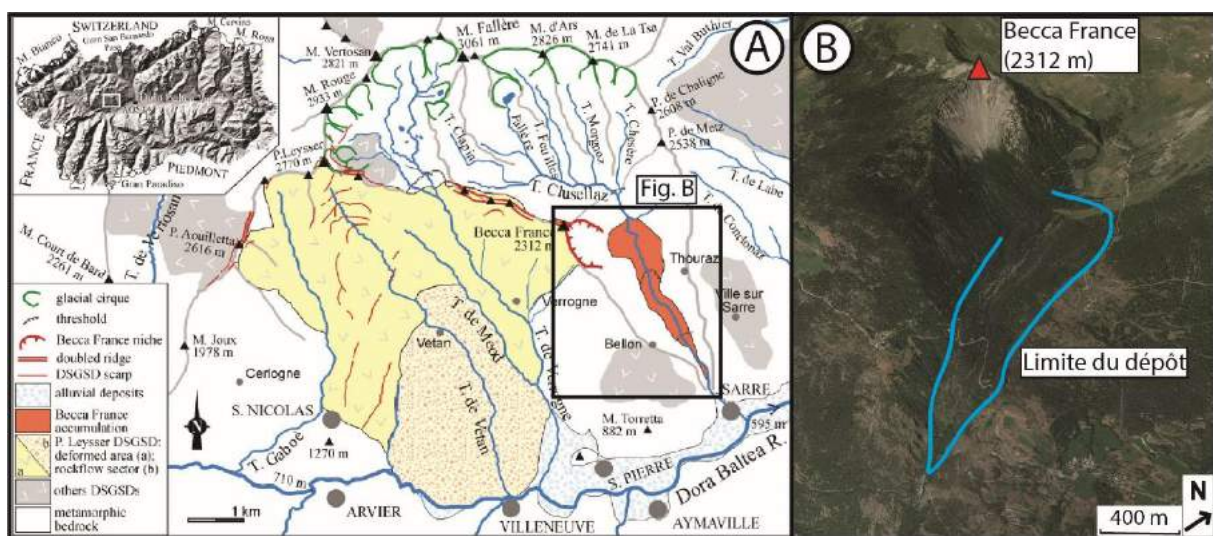 SWITZERLAND
M. Cervino
Gran San Bernardo
Pass
M. Rosa
M. Bianco
FRANCE
PIEDMONT
Gran Paradiso
A
M. Fallère
3061 m
M. d'Ars
2826 m
M. de La Tsa
2741 m
M. Vertosan
2821 m
M. Rouge
2933 m
P.Leysser
2770 m
T. Val Buthier
P. de Chaligne
2608 m
P. de Metz
2538 m
T. Clusellaz
Fig. B
Becca France
2312 m
P. Aouilletta
2616 m
T. de Vertosan
M. Court de Bard
2261 m
Thouraz
Ville sur
Sarre
Verrogne
Bellon
Vetan
T. de Méod
T. de Verrogne
T. de Vetan
M. Joux
1978 m
Cerlogne
S. NICOLAS
1270 m
T. Gaboe
710 m
ARVIER
VILLENEUVE
SARRE
595 m
M. Torretta
882 m
S. PIERRE
Dora Baltea R.
AYMAVILLE
glacial cirque
threshold
Becca France niche
doubled ridge
DSGSD scarp
alluvial deposits
Becca France
accumulation
a
b
P. Leysser DSGSD:
deformed area (a);
rockflow sector (b)
others DSGSDs
metamorphic
bedrock
N
1 km
B
Becca France
(2312 m)
Limite du dépôt
N
400 m